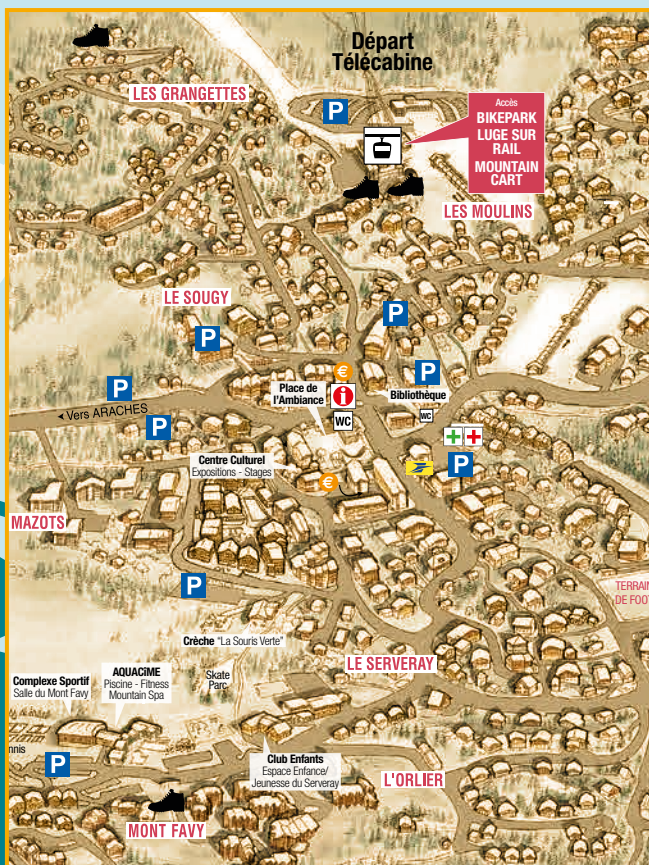 Départ
Télécabine
LES GRANGETTES
P
Accès
BIKEPARK
LUGE SUR
RAIL
MOUNTAIN
CART
LES MOULINS
LE SOUGY
P
P
P
P
€
Place de
l'Ambiance
i
Bibliothèque
Vers ARACHES
P
WC
WC
Centre Culturel
Expositions - Stages
P
€
MAZOTS
P
TERRAIN
DE FOOT
Crèche "La Souris Verte"
LE SERVERAY
Complexe Sportif
Salle du Mont Favy
AQUACiME
Piscine - Fitness
Mountain Spa
Skate
Parc
nnis
P
Club Enfants
Espace Enfance/
Jeunesse du Serveray
L'ORLIER
MONT FAVY